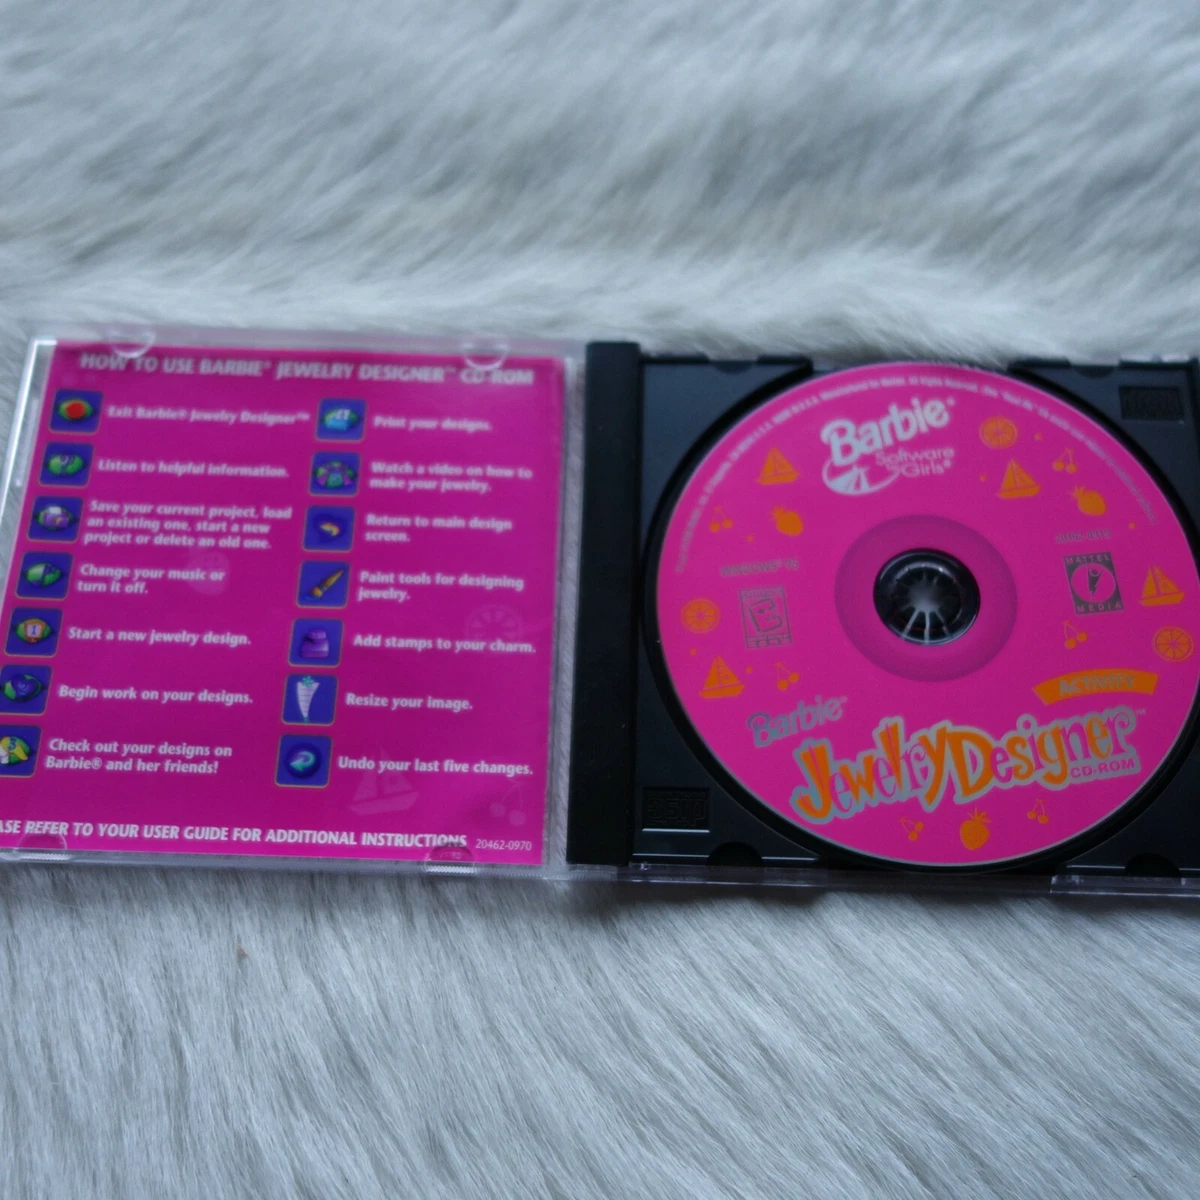 HOW TO USE BARBIE® JEWELRY DESIGNER™ CD-ROM
Exit Barbie® Jewelry Designer™
Listen to helpful information.
Save your current project, load
an existing one, start a new
project or delete an old one.
Change your music or
turn it off.
Start a new jewelry design.
Begin work on your designs.
Check out your designs on
Barbie® and her friends!
Print your designs.
Watch a video on how to
make your jewelry.
Return to main design
screen.
Paint tools for designing
jewelry.
Add stamps to your charm.
Resize your image.
Undo your last five changes.
ASE REFER TO YOUR USER GUIDE FOR ADDITIONAL INSTRUCTIONS 20462-0970
Barbie®
Software
for Girls®
WINDOWS® 95
E
MATTEL
MEDIA
ACTIVITY
Barbie™
Jewelry Designer™
CD-ROM